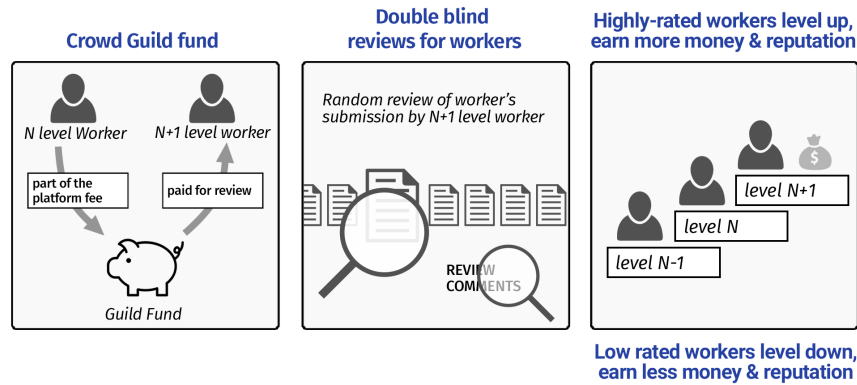 Crowd Guild fund
N level Worker
N+1 level worker
part of the
platform fee
paid for review
Guild Fund
Double blind
reviews for workers
Random review of worker's
submission by N+1 level worker
REVIEW
COMMENTS
Highly-rated workers level up,
earn more money & reputation
$
level N+1
level N
level N-1
Low rated workers level down,
earn less money & reputation